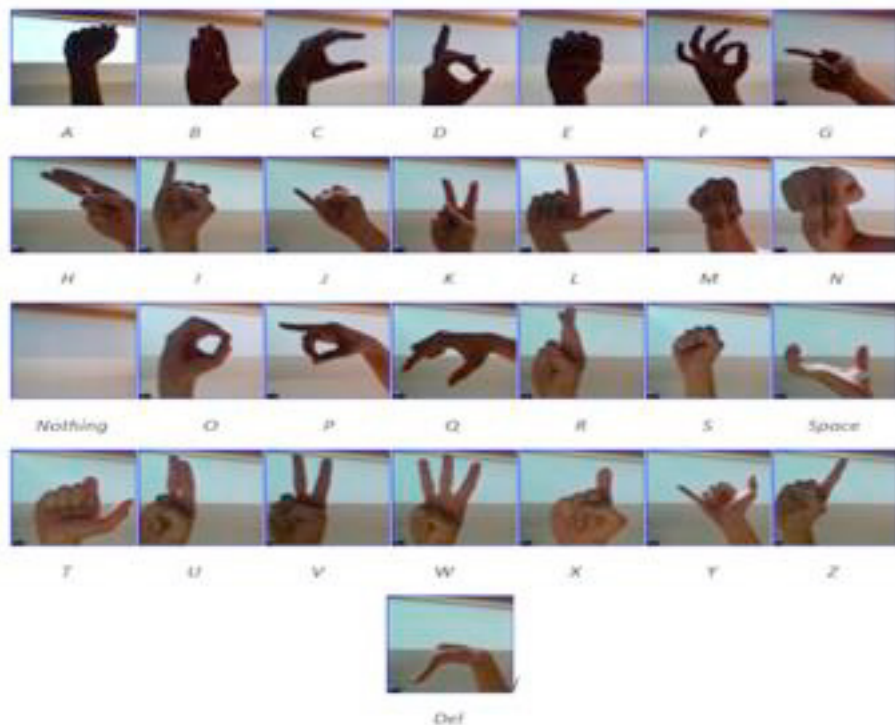 A B C D E F G
H I J K L M N
Nothing O P Q R S Space
T U V W X Y Z
Del